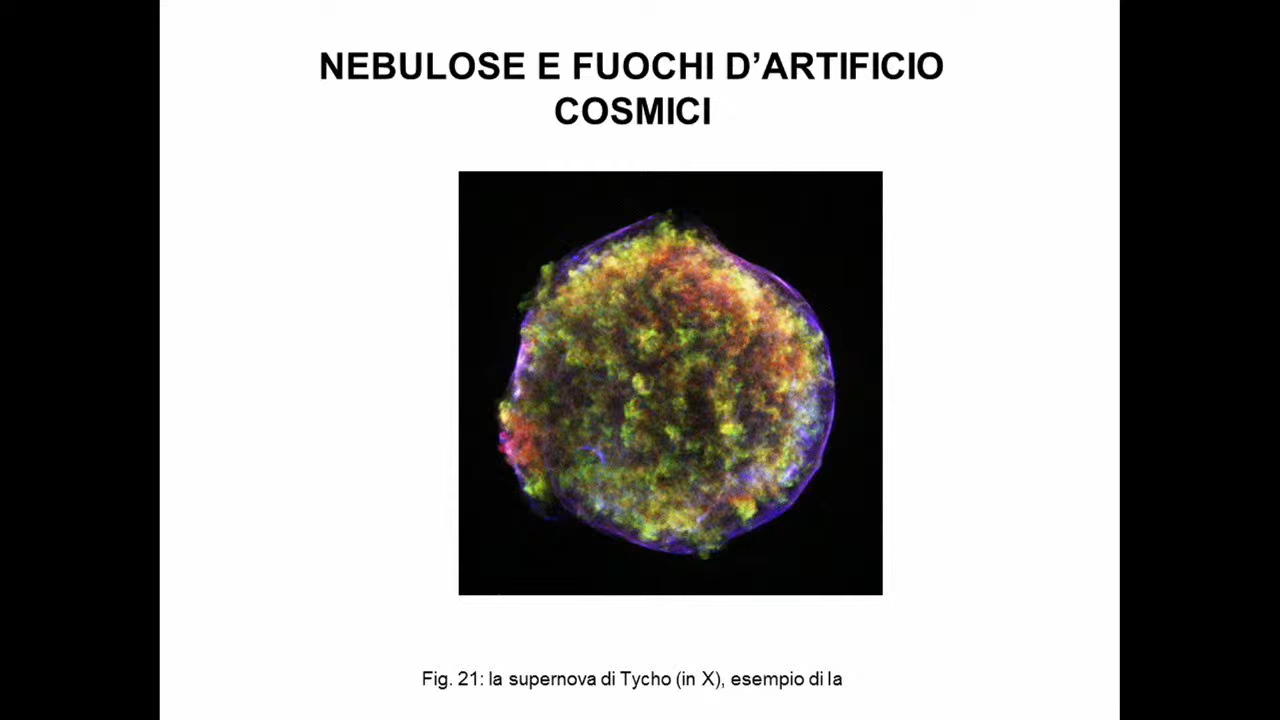 NEBULOSE E FUOCHI D’ARTIFICIO
COSMICI
Fig. 21: la supernova di Tycho (in X), esempio di Ia